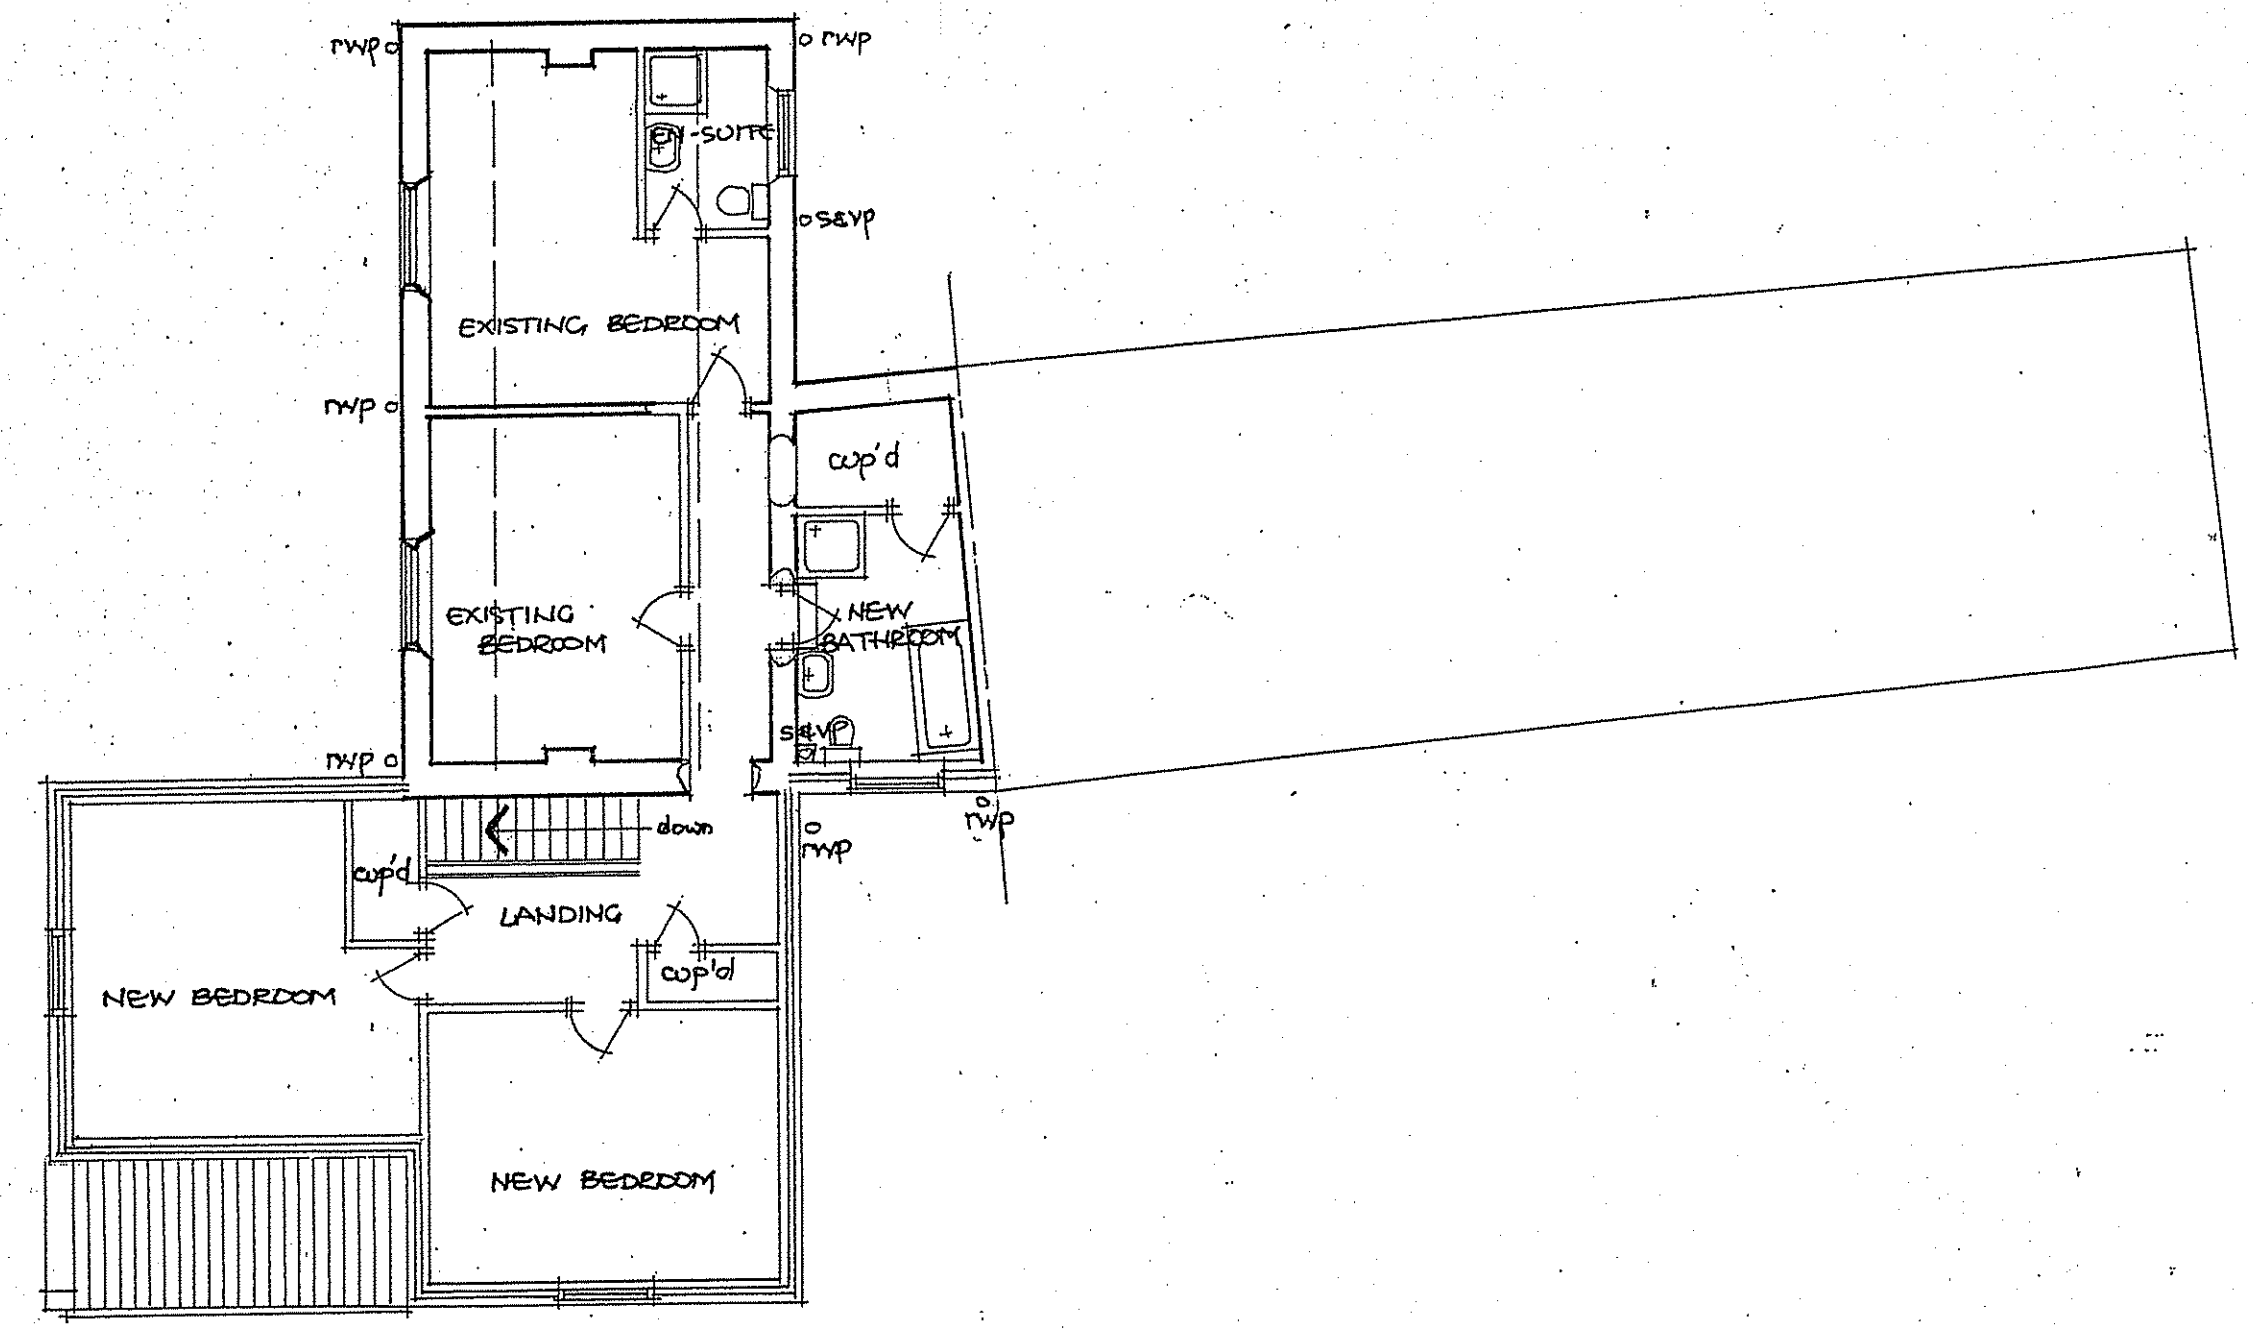 rwp
rwp
EN-SUITE
s&vp
EXISTING BEDROOM
rwp
cup'd
EXISTING
BEDROOM
NEW
BATHROOM
s&vp
rwp
down
rwp
rwp
cup'd
LANDING
cup'd
NEW BEDROOM
NEW BEDROOM